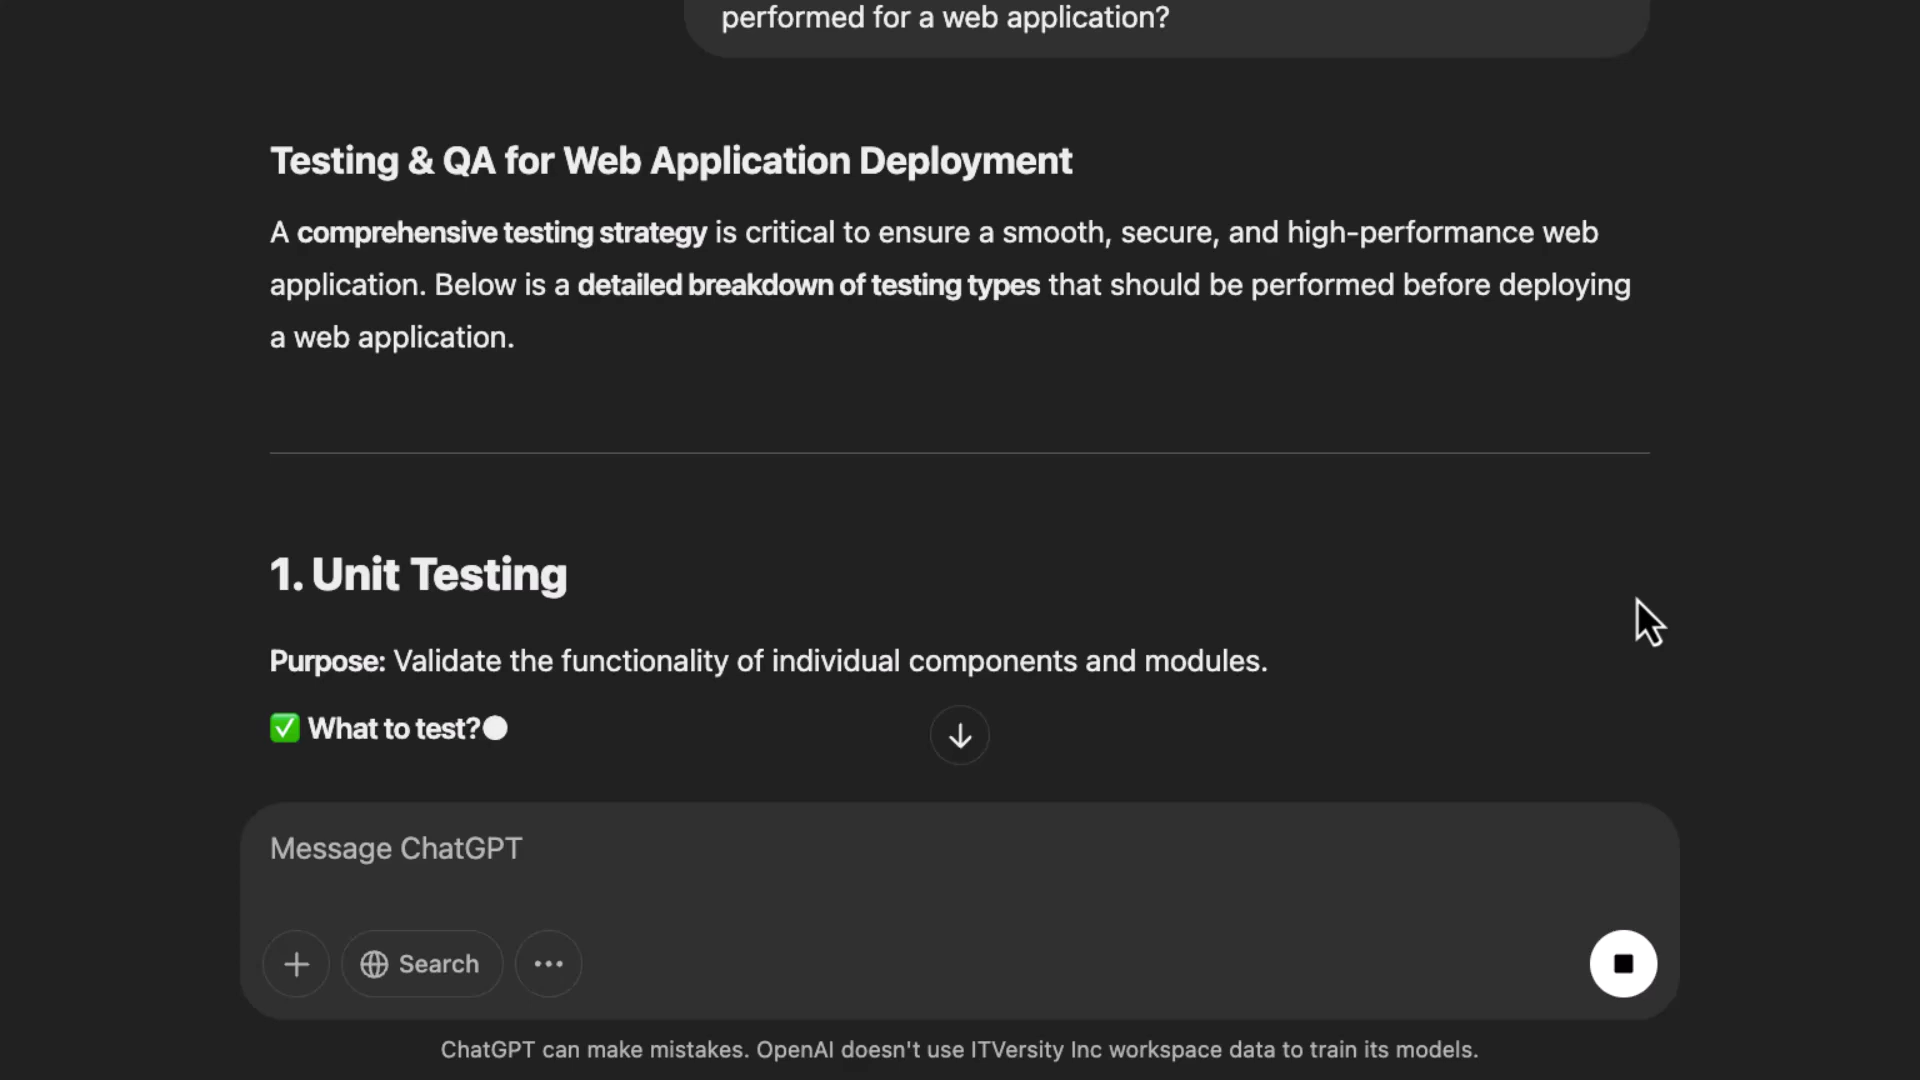 performed for a web application?
Testing & QA for Web Application Deployment
A comprehensive testing strategy is critical to ensure a smooth, secure, and high-performance web
application. Below is a detailed breakdown of testing types that should be performed before deploying
a web application.
1. Unit Testing
Purpose: Validate the functionality of individual components and modules.
✅ What to test?
Message ChatGPT
Search
ChatGPT can make mistakes. OpenAI doesn't use ITVersity Inc workspace data to train its models.